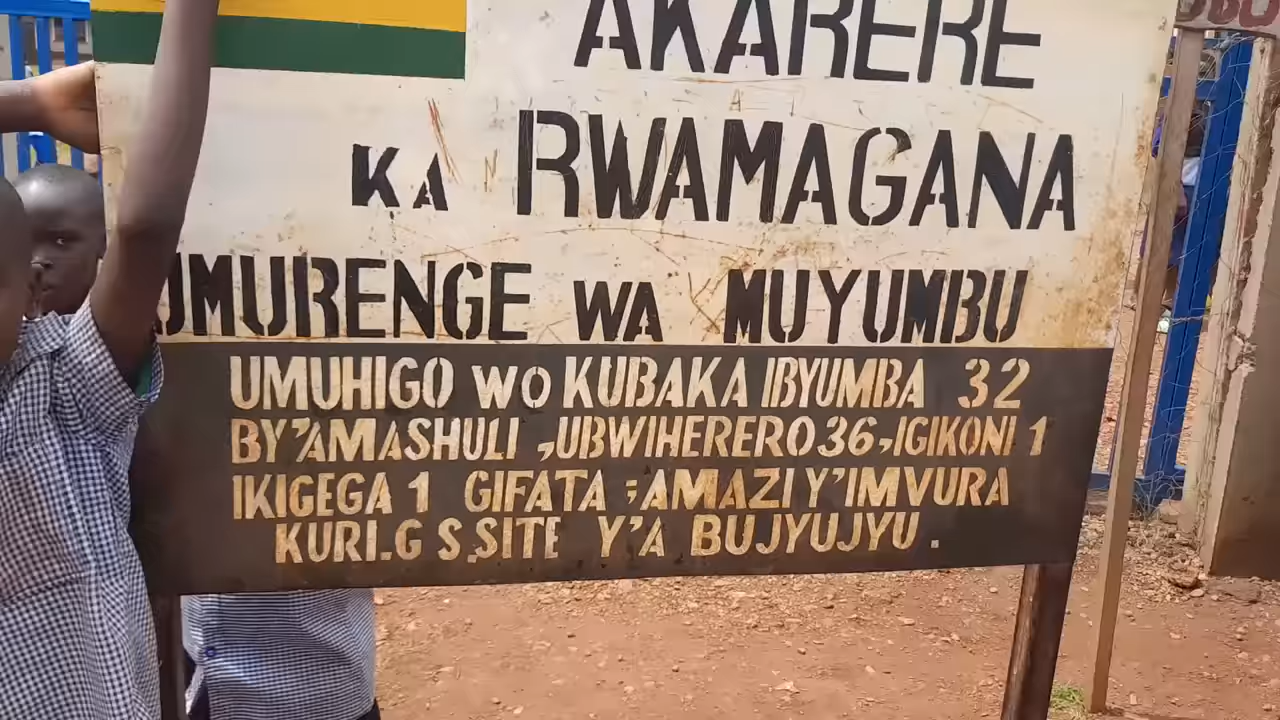 AKARERE
KA RWAMAGANA
UMURENGE WA MUYUMBU
UMUHIGO WO KUBAKA IBYUMBA 32
BY'AMASHULI ,UBWIHERERO 36,IGIKONI 1
IKIGEGA 1 GIFATA ;AMAZI Y'IMVURA
KURI.G S.SITE Y'A BUJYUJYU .